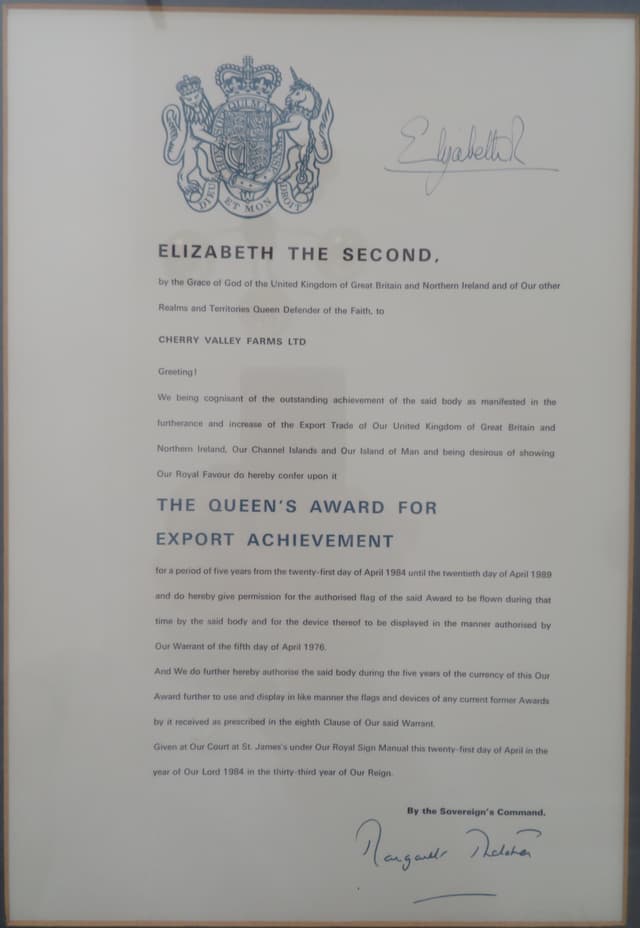 DIEU ET MON DROIT
Elizabeth R
ELIZABETH THE SECOND,
by the Grace of God of the United Kingdom of Great Britain and Northern Ireland and of Our other
Realms and Territories Queen Defender of the Faith, to
CHERRY VALLEY FARMS LTD
Greeting!
We being cognisant of the outstanding achievement of the said body as manifested in the
furtherance and increase of the Export Trade of Our United Kingdom of Great Britain and
Northern Ireland, Our Channel Islands and Our Island of Man and being desirous of showing
Our Royal Favour do hereby confer upon it
THE QUEEN'S AWARD FOR
EXPORT ACHIEVEMENT
for a period of five years from the twenty-first day of April 1984 until the twentieth day of April 1989
and do hereby give permission for the authorised flag of the said Award to be flown during that
time by the said body and for the device thereof to be displayed in the manner authorised by
Our Warrant of the fifth day of April 1976.
And We do further hereby authorise the said body during the five years of the currency of this Our
Award further to use and display in like manner the flags and devices of any current former Awards
by it received as prescribed in the eighth Clause of Our said Warrant.
Given at Our Court at St. James's under Our Royal Sign Manual this twenty-first day of April in the
year of Our Lord 1984 in the thirty-third year of Our Reign.
By the Sovereign's Command.
Margaret Thatcher